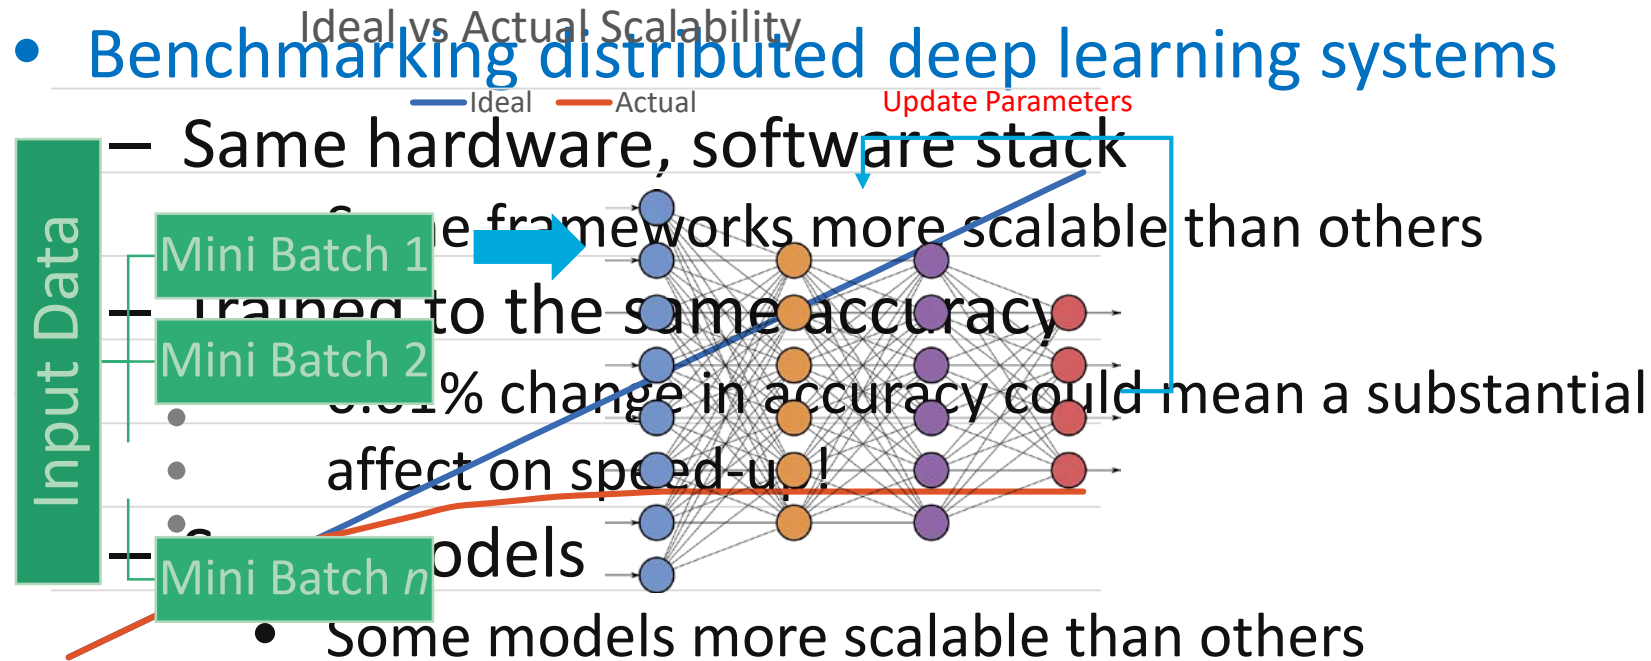 Ideal vs Actual Scalability
• Benchmarking distributed deep learning systems
Ideal Actual
Update Parameters
– Same hardware, software stack
frameworks more scalable than others
– Trained to the same accuracy
% change in accuracy could mean a substantial
affect on speed-up!
• Some models more scalable than others
Input Data
Mini Batch 1
Mini Batch 2
Mini Batch n